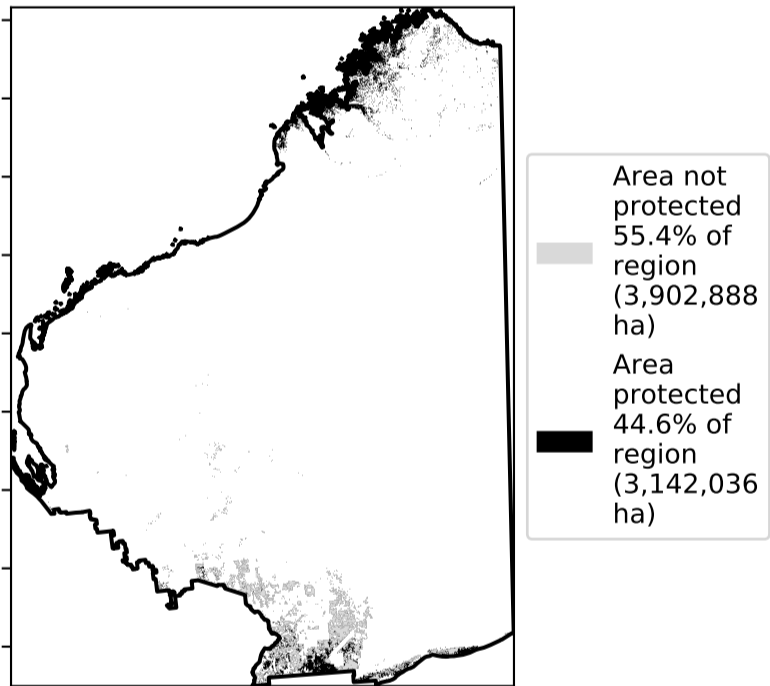 Area not
protected
55.4% of
region
(3,902,888
ha)
Area
protected
44.6% of
region
(3,142,036
ha)